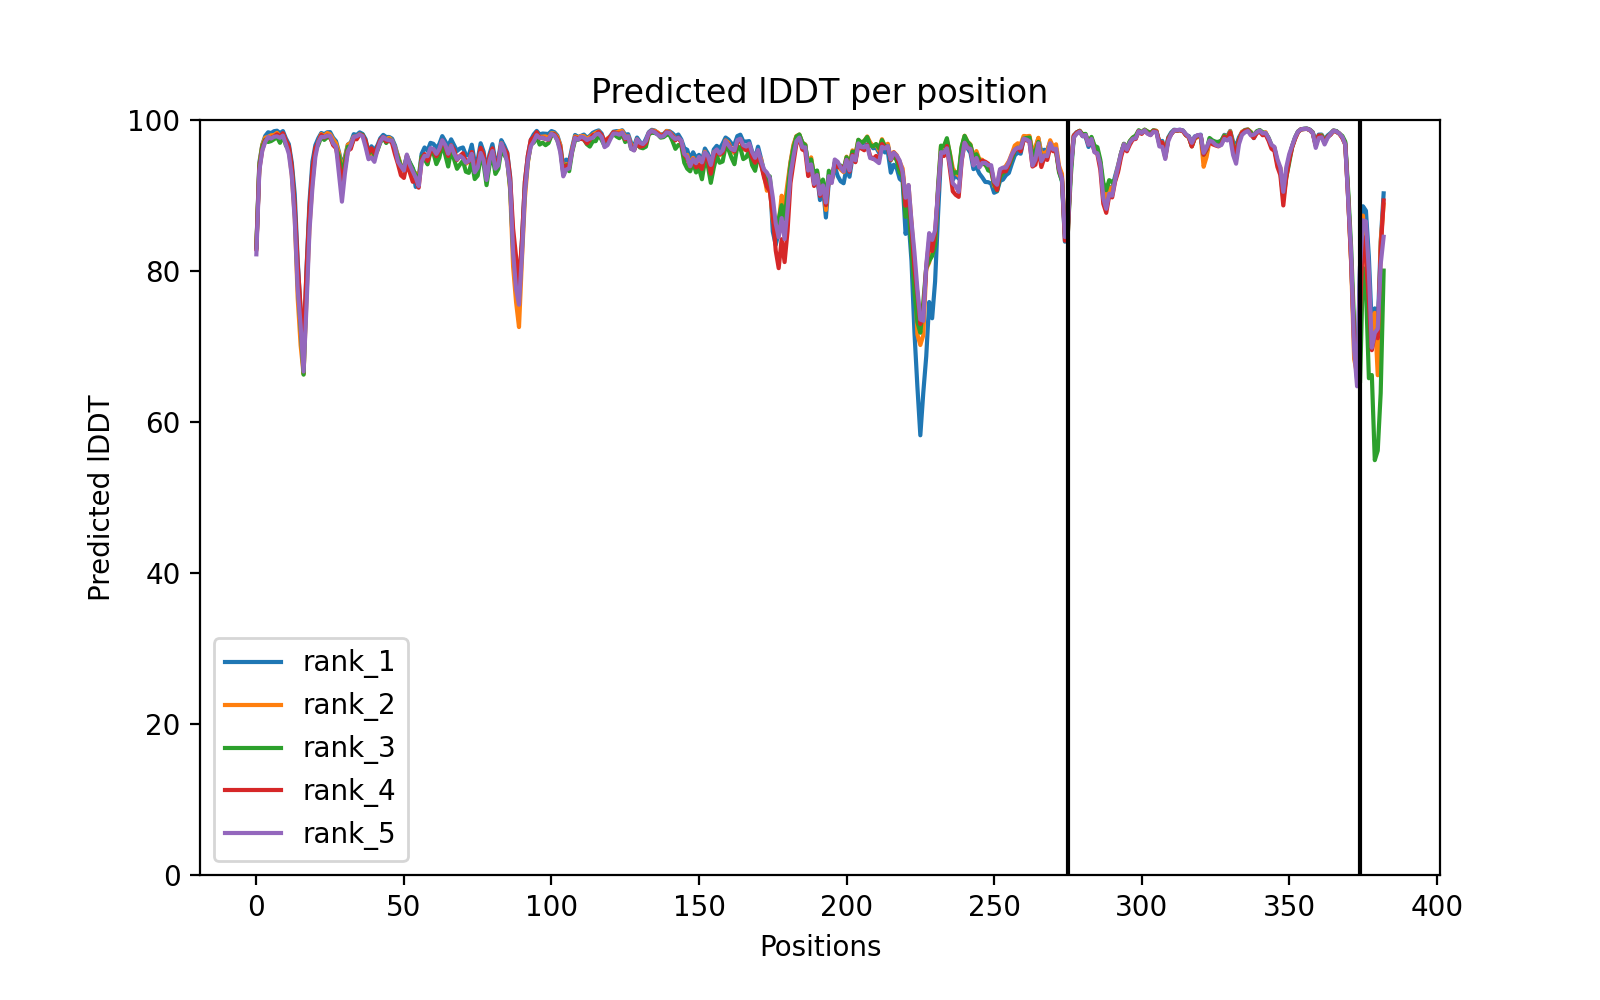 Predicted lDDT per position
100
80
60
40
20
0
Predicted lDDT
rank_1
rank_2
rank_3
rank_4
rank_5
0 50 100 150 200 250 300 350 400
Positions